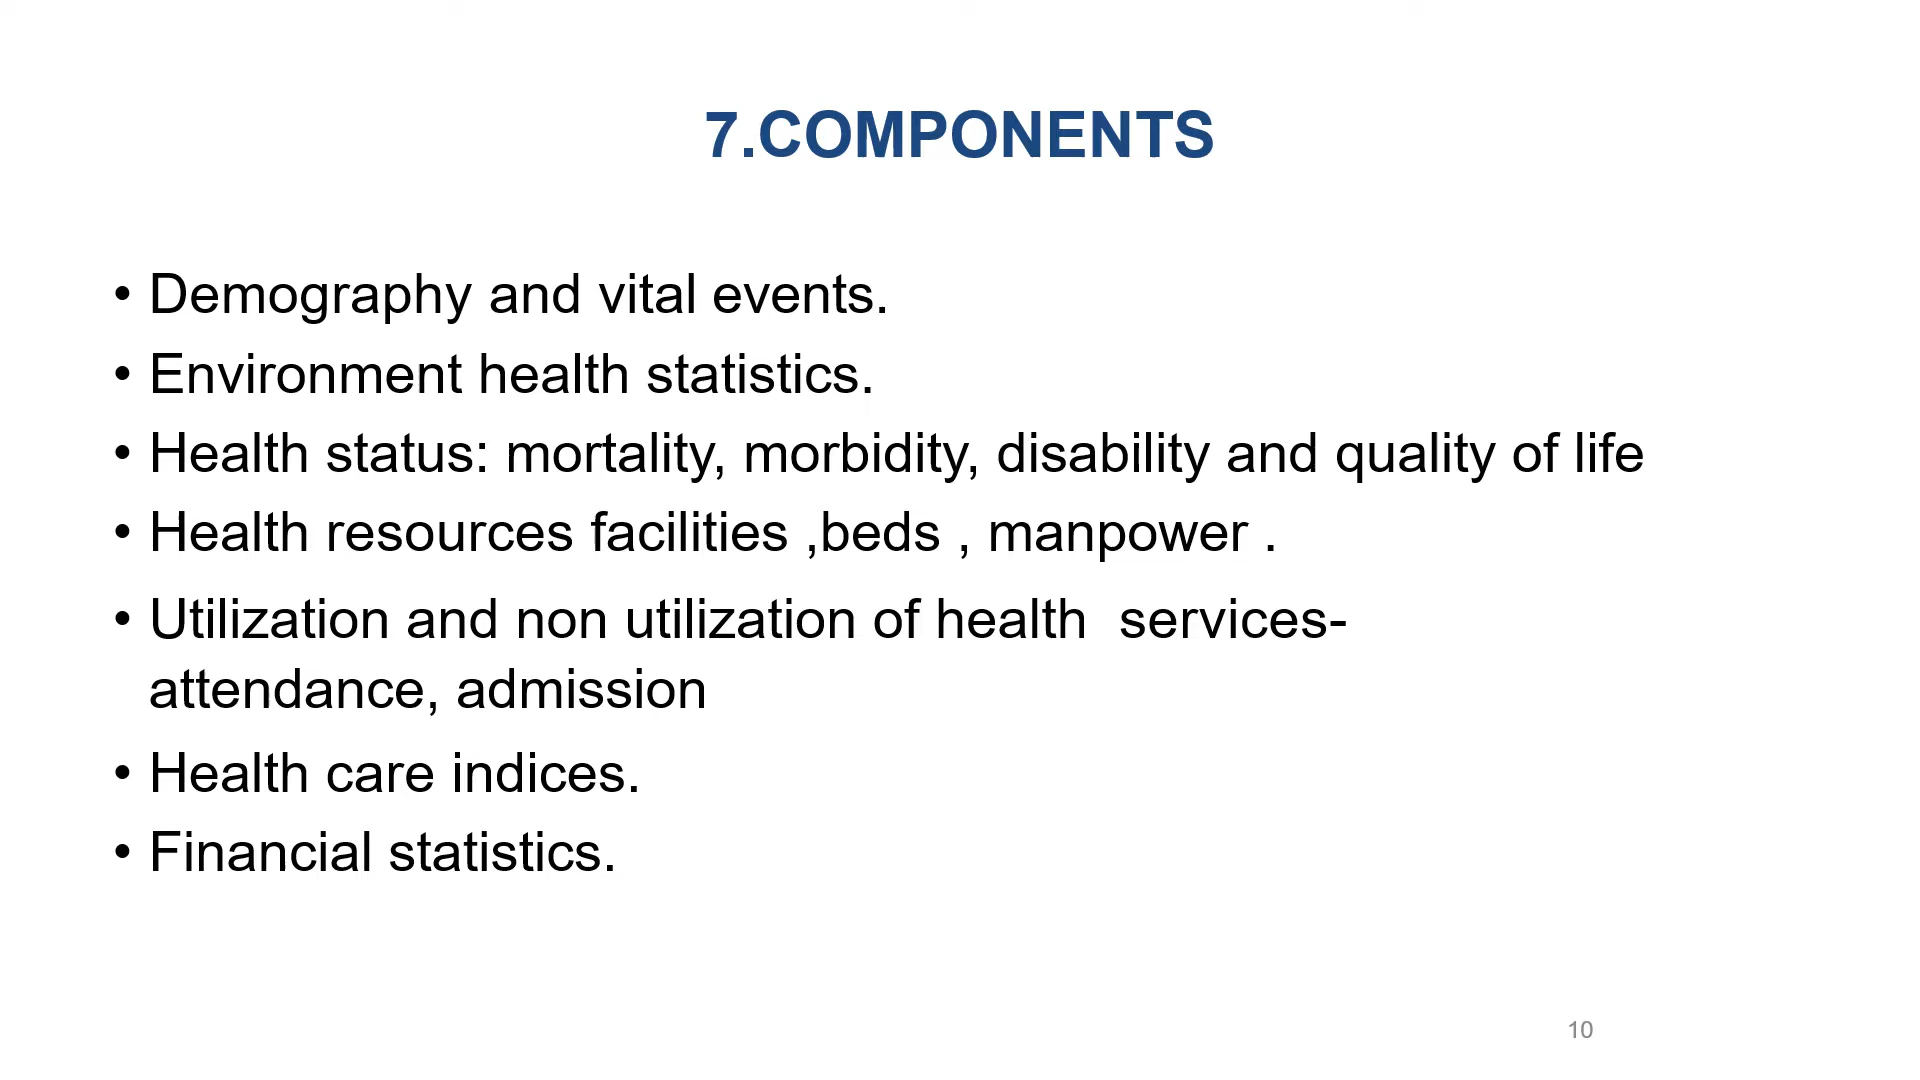 7.COMPONENTS
• Demography and vital events.
• Environment health statistics.
• Health status: mortality, morbidity, disability and quality of life
• Health resources facilities ,beds , manpower .
• Utilization and non utilization of health  services-
attendance, admission
• Health care indices.
• Financial statistics.
10